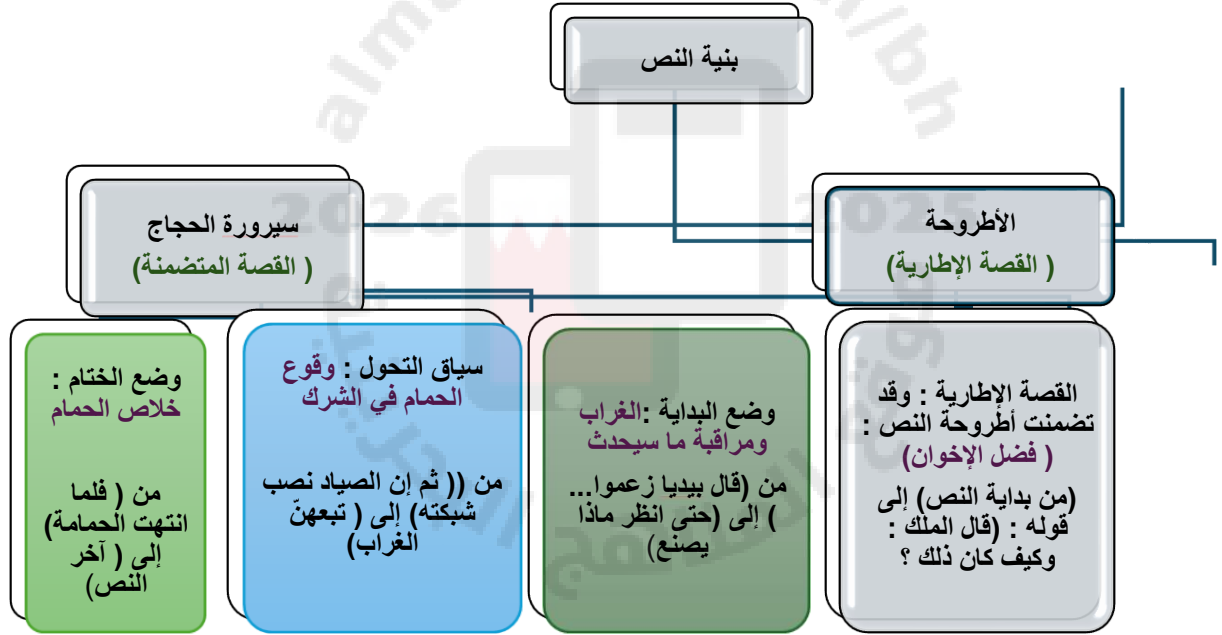 بنية النص
الأطروحة
( القصة الإطارية)
سيرورة الحجاج
( القصة المتضمنة)
القصة الإطارية : وقد
تضمنت أطروحة النص :
( فضل الإخوان)
(من بداية النص) إلى
قوله : (قال الملك :
وكيف كان ذلك ؟
وضع البداية :الغراب
ومراقبة ما سيحدث
من (قال بيديا زعموا...
) إلى (حتى انظر ماذا
يصنع)
سياق التحول : وقوع
الحمام في الشرك
من (( ثم إن الصياد نصب
شبكته) إلى ( تبعهنّ
الغراب)
وضع الختام :
خلاص الحمام
من ( فلما
انتهت الحمامة)
إلى ( آخر
النص)
2026
2025